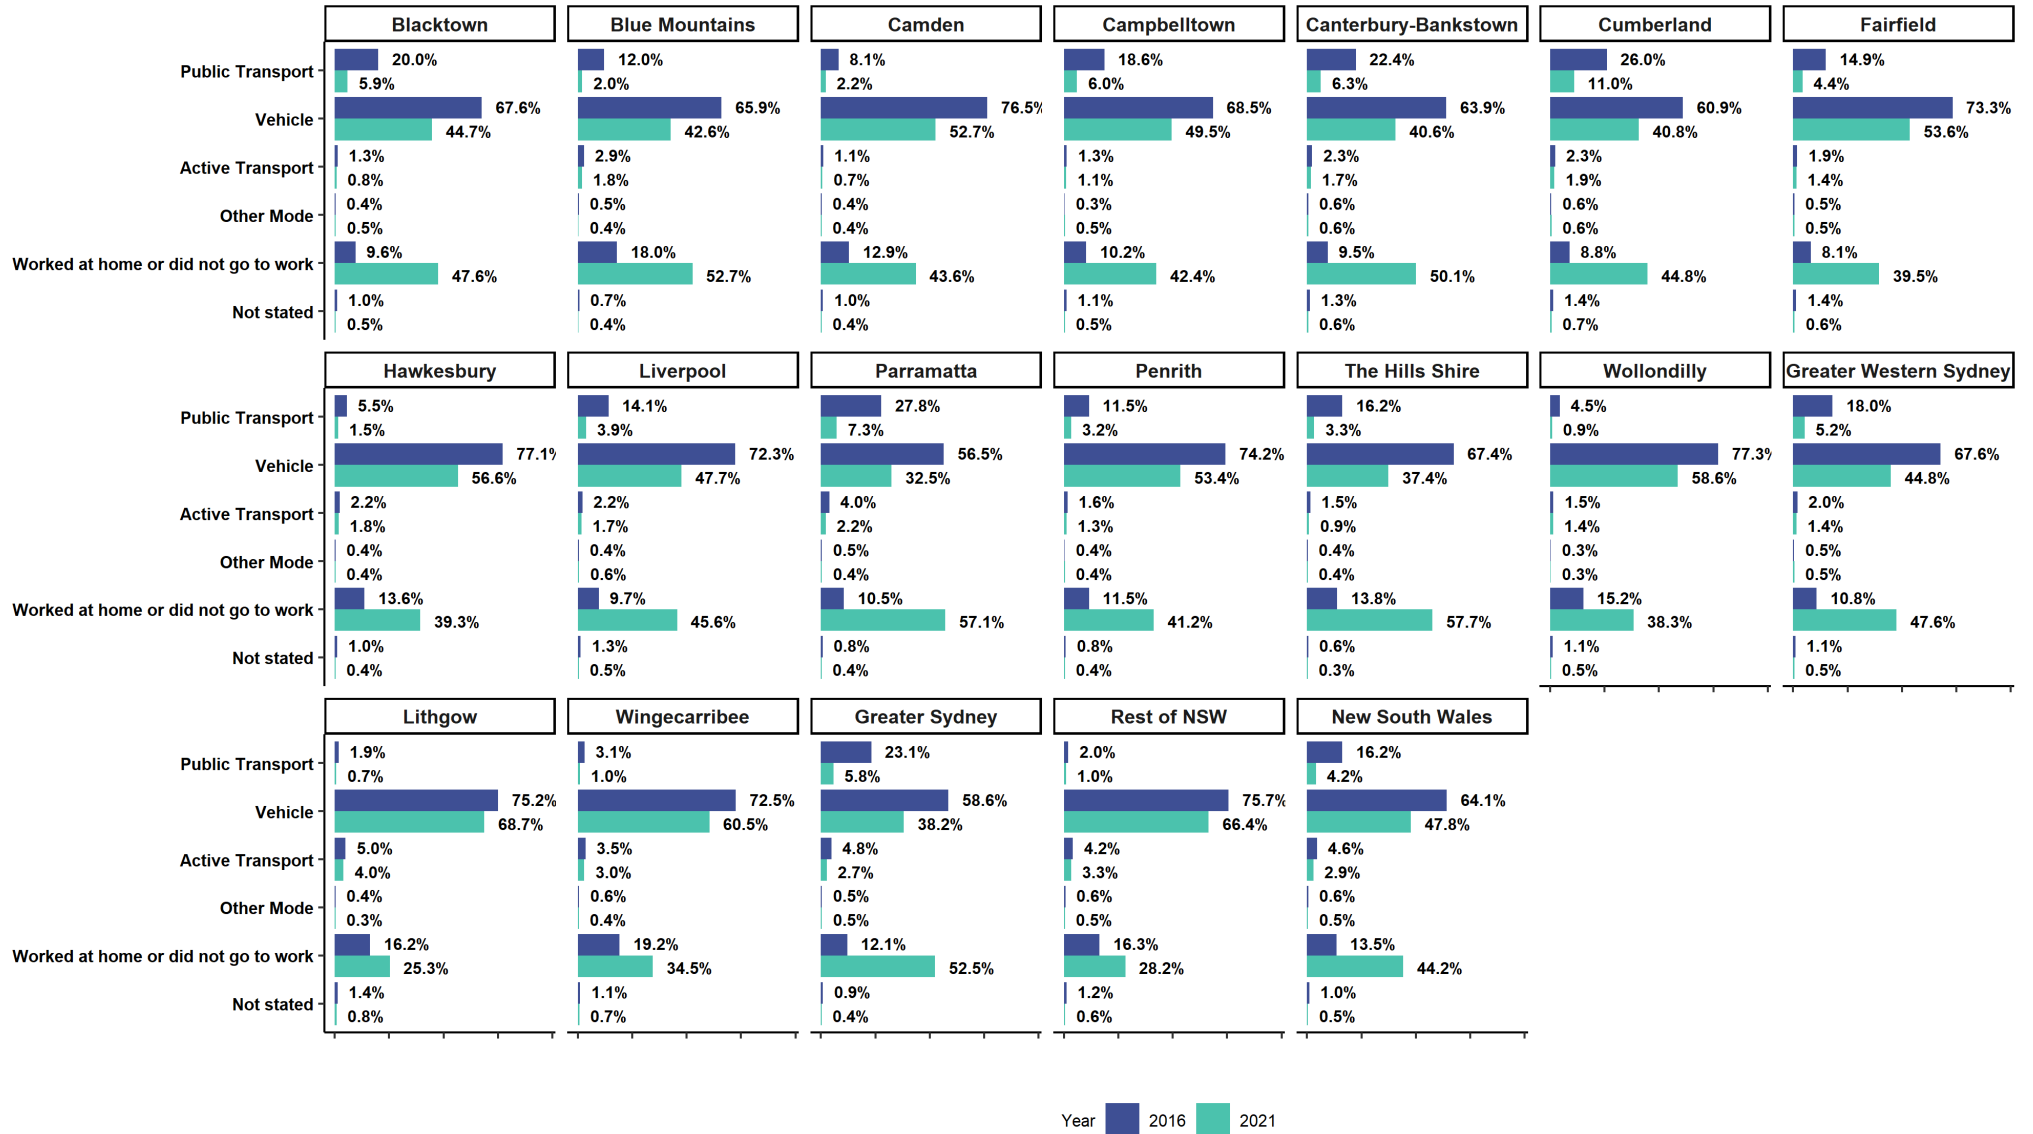 Blacktown Blue Mountains Camden Campbelltown Canterbury-Bankstown Cumberland Fairfield
Public Transport 20.0% 12.0% 8.1% 18.6% 22.4% 26.0% 14.9%
5.9% 2.0% 2.2% 6.0% 6.3% 11.0% 4.4%
Vehicle 67.6% 65.9% 76.5% 68.5% 63.9% 60.9% 73.3%
44.7% 42.6% 52.7% 49.5% 40.6% 40.8% 53.6%
Active Transport 1.3% 2.9% 1.1% 1.3% 2.3% 2.3% 1.9%
0.8% 1.8% 0.7% 1.1% 1.7% 1.9% 1.4%
Other Mode 0.4% 0.5% 0.4% 0.3% 0.6% 0.6% 0.5%
0.5% 0.4% 0.4% 0.5% 0.6% 0.6% 0.5%
Worked at home or did not go to work 9.6% 18.0% 12.9% 10.2% 9.5% 8.8% 8.1%
47.6% 52.7% 43.6% 42.4% 50.1% 44.8% 39.5%
Not stated 1.0% 0.7% 1.0% 1.1% 1.3% 1.4% 1.4%
0.5% 0.4% 0.4% 0.5% 0.6% 0.7% 0.6%
Hawkesbury Liverpool Parramatta Penrith The Hills Shire Wollondilly Greater Western Sydney
Public Transport 5.5% 14.1% 27.8% 11.5% 16.2% 4.5% 18.0%
1.5% 3.9% 7.3% 3.2% 3.3% 0.9% 5.2%
Vehicle 77.1% 72.3% 56.5% 74.2% 67.4% 77.3% 67.6%
56.6% 47.7% 32.5% 53.4% 37.4% 58.6% 44.8%
Active Transport 2.2% 2.2% 4.0% 1.6% 1.5% 1.5% 2.0%
1.8% 1.7% 2.2% 1.3% 0.9% 1.4% 1.4%
Other Mode 0.4% 0.4% 0.5% 0.4% 0.4% 0.3% 0.5%
0.4% 0.6% 0.4% 0.4% 0.4% 0.3% 0.5%
Worked at home or did not go to work 13.6% 9.7% 10.5% 11.5% 13.8% 15.2% 10.8%
39.3% 45.6% 57.1% 41.2% 57.7% 38.3% 47.6%
Not stated 1.0% 1.3% 0.8% 0.8% 0.6% 1.1% 1.1%
0.4% 0.5% 0.4% 0.4% 0.3% 0.5% 0.5%
Lithgow Wingecarribee Greater Sydney Rest of NSW New South Wales
Public Transport 1.9% 3.1% 23.1% 2.0% 16.2%
0.7% 1.0% 5.8% 1.0% 4.2%
Vehicle 75.2% 72.5% 58.6% 75.7% 64.1%
68.7% 60.5% 38.2% 66.4% 47.8%
Active Transport 5.0% 3.5% 4.8% 4.2% 4.6%
4.0% 3.0% 2.7% 3.3% 2.9%
Other Mode 0.4% 0.6% 0.5% 0.6% 0.6%
0.3% 0.4% 0.5% 0.5% 0.5%
Worked at home or did not go to work 16.2% 19.2% 12.1% 16.3% 13.5%
25.3% 34.5% 52.5% 28.2% 44.2%
Not stated 1.4% 1.1% 0.9% 1.2% 1.0%
0.8% 0.7% 0.4% 0.6% 0.5%
Year 2016 2021